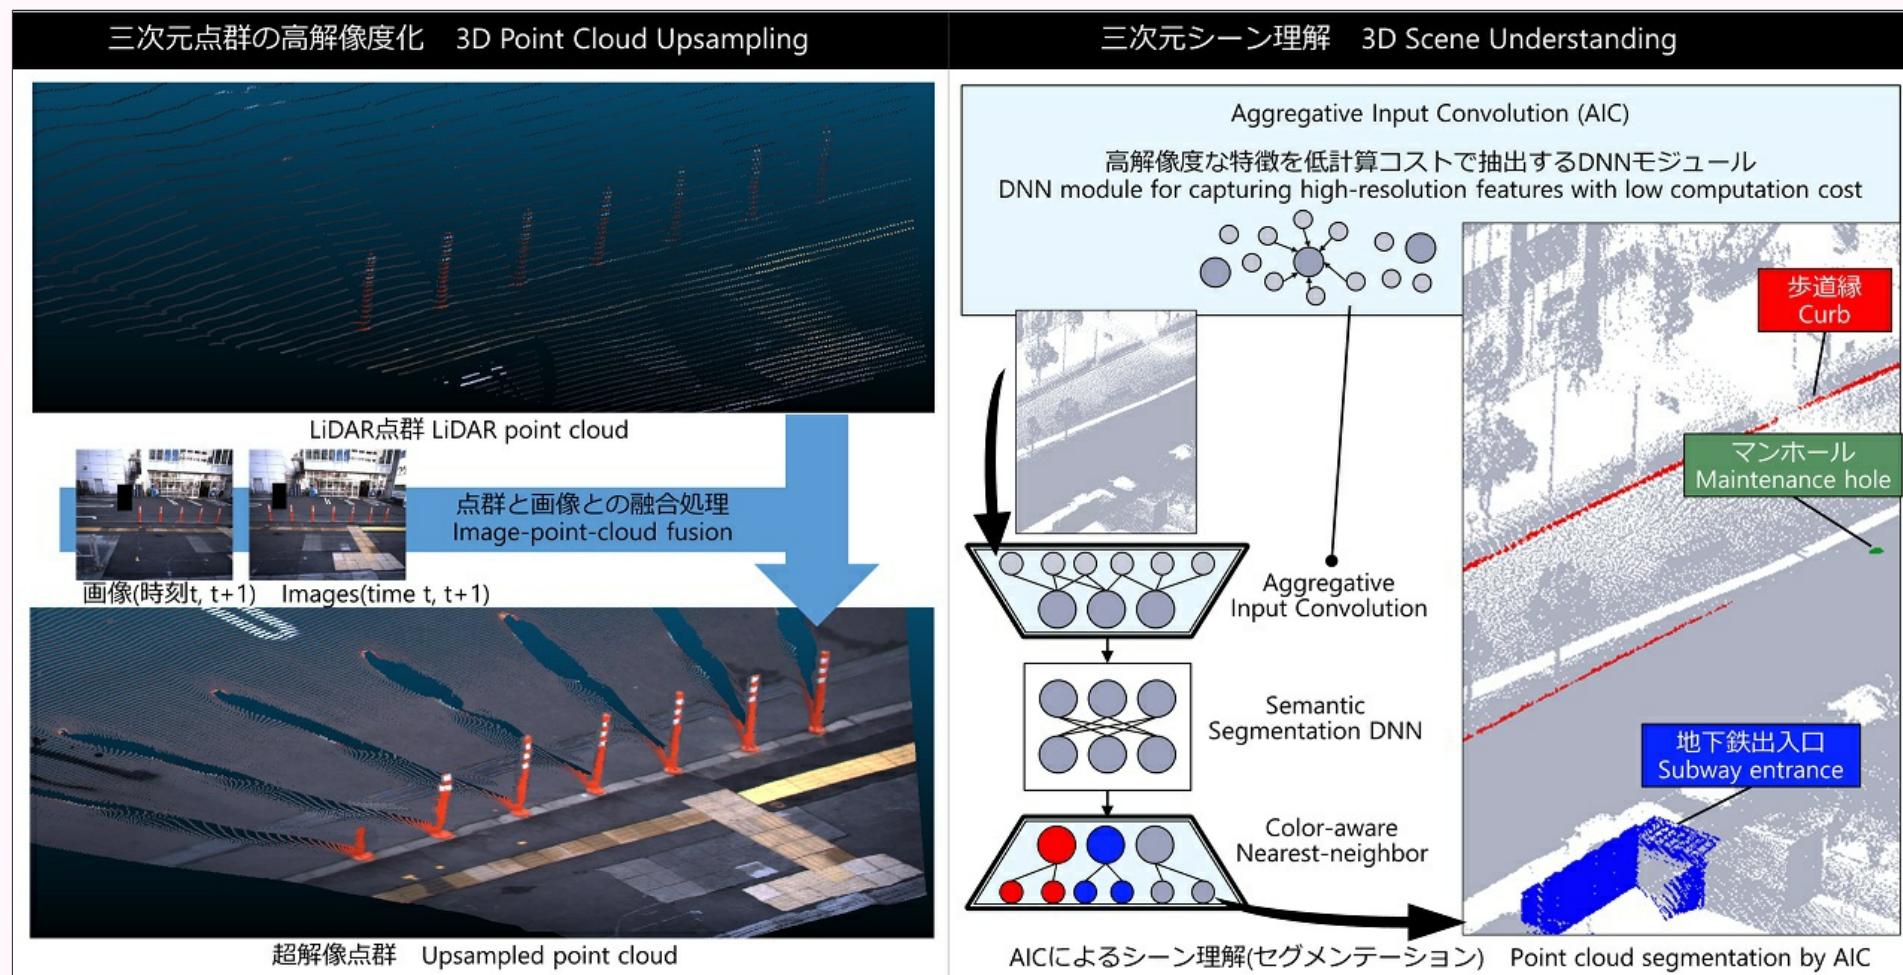 三次元点群の高解像度化 3D Point Cloud Upsampling
LiDAR点群 LiDAR point cloud
点群と画像との融合処理
Image-point-cloud fusion
画像(時刻t, t+1) Images(time t, t+1)
超解像点群 Upsampled point cloud
三次元シーン理解 3D Scene Understanding
Aggregative Input Convolution (AIC)
高解像度な特徴を低計算コストで抽出するDNNモジュール
DNN module for capturing high-resolution features with low computation cost
歩道縁
Curb
マンホール
Maintenance hole
Aggregative
Input Convolution
Semantic
Segmentation DNN
地下鉄出入口
Subway entrance
Color-aware
Nearest-neighbor
AICによるシーン理解(セグメンテーション) Point cloud segmentation by AIC